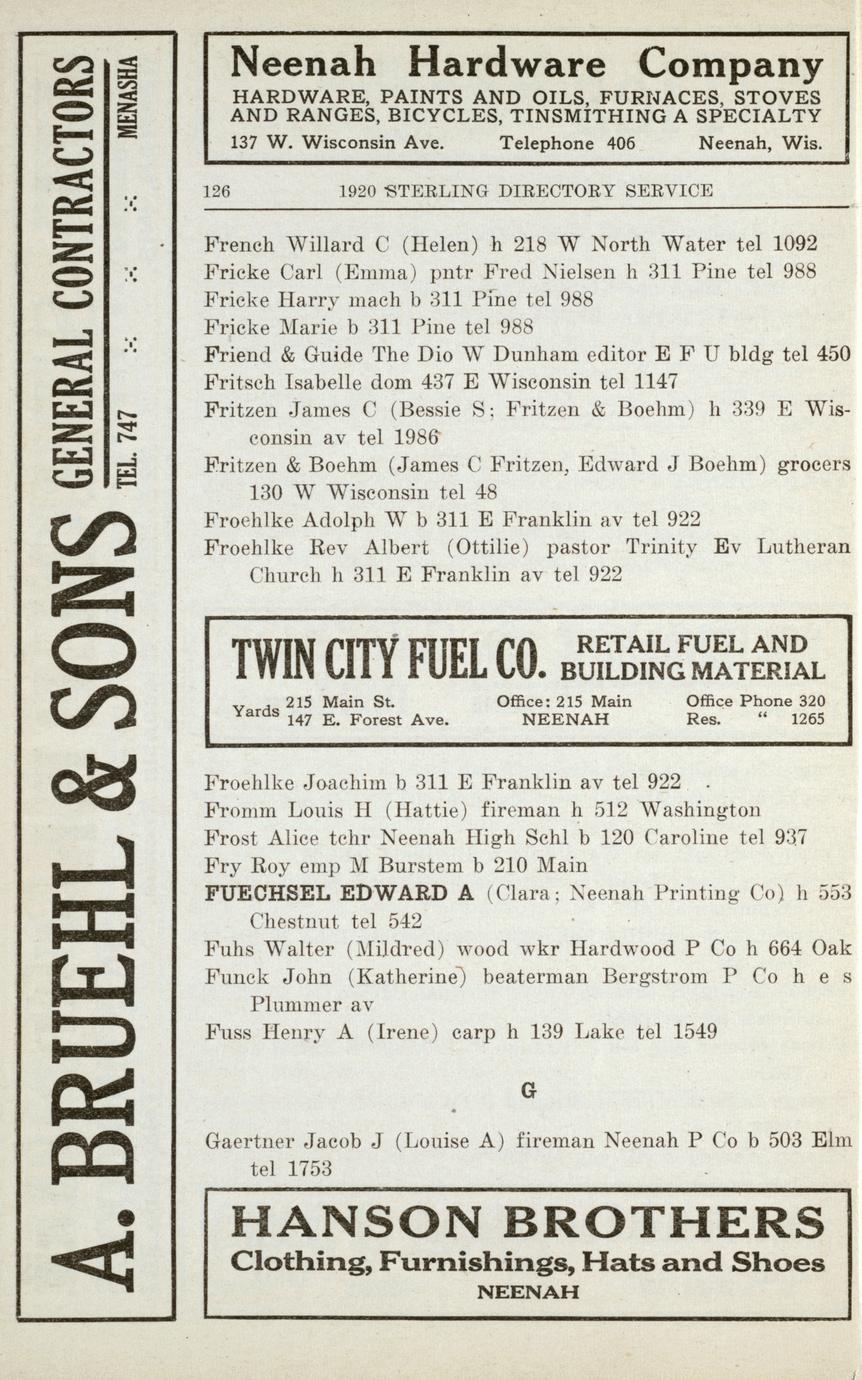 A. BRUEHL & SONS GENERAL CONTRACTORS
TEL. 747 MENASHA
Neenah Hardware Company
HARDWARE, PAINTS AND OILS, FURNACES, STOVES
AND RANGES, BICYCLES, TINSMITHING A SPECIALTY
137 W. Wisconsin Ave. Telephone 406 Neenah, Wis.
126 1920 STERLING DIRECTORY SERVICE
French Willard C (Helen) h 218 W North Water tel 1092
Fricke Carl (Emma) pntr Fred Nielsen h 311 Pine tel 988
Fricke Harry mach b 311 Pine tel 988
Fricke Marie b 311 Pine tel 988
Friend & Guide The Dio W Dunham editor E F U bldg tel 450
Fritsch Isabelle dom 437 E Wisconsin tel 1147
Fritzen James C (Bessie S; Fritzen & Boehm) h 339 E Wis-
consin av tel 1986
Fritzen & Boehm (James C Fritzen, Edward J Boehm) grocers
130 W Wisconsin tel 48
Froehlke Adolph W b 311 E Franklin av tel 922
Froehlke Rev Albert (Ottilie) pastor Trinity Ev Lutheran
Church h 311 E Franklin av tel 922
TWIN CITY FUEL CO. RETAIL FUEL AND
BUILDING MATERIAL
Yards 215 Main St. Office: 215 Main Office Phone 320
147 E. Forest Ave. NEENAH Res. “ 1265
Froehlke Joachim b 311 E Franklin av tel 922
Fromm Louis H (Hattie) fireman h 512 Washington
Frost Alice tchr Neenah High Schl b 120 Caroline tel 937
Fry Roy emp M Burstem b 210 Main
FUECHSEL EDWARD A (Clara; Neenah Printing Co) h 553
Chestnut tel 542
Fuhs Walter (Mildred) wood wkr Hardwood P Co h 664 Oak
Funck John (Katherine) beaterman Bergstrom P Co h e s
Plummer av
Fuss Henry A (Irene) carp h 139 Lake tel 1549
G
Gaertner Jacob J (Louise A) fireman Neenah P Co b 503 Elm
tel 1753
HANSON BROTHERS
Clothing, Furnishings, Hats and Shoes
NEENAH